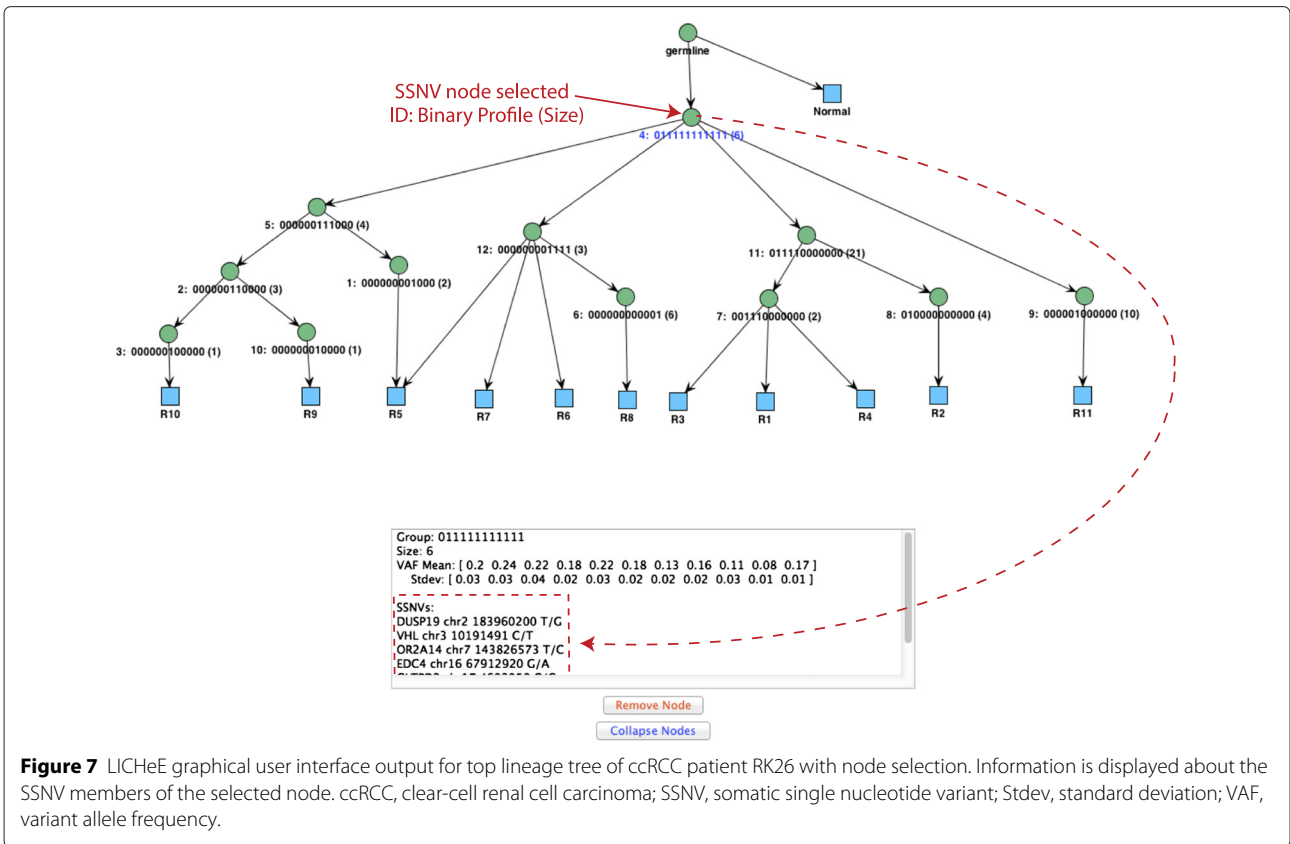 germline
SSNV node selected
ID: Binary Profile (Size)
Normal
4: 011111111111 (6)
5: 000000111000 (4)
12: 000000001111 (3)
11: 011110000000 (21)
2: 000000110000 (3)
1: 000000001000 (2)
6: 000000000001 (6)
7: 001110000000 (2)
8: 010000000000 (4)
9: 000001000000 (10)
3: 000000100000 (1)
10: 000000010000 (1)
R10
R9
R5
R7
R6
R8
R3
R1
R4
R2
R11
Group: 011111111111
Size: 6
VAF Mean: [ 0.2 0.24 0.22 0.18 0.22 0.18 0.13 0.16 0.11 0.08 0.17 ]
Stdev: [ 0.03 0.03 0.04 0.02 0.03 0.02 0.02 0.02 0.03 0.01 0.01 ]
SSNVs:
DUSP19 chr2 183960200 T/G
VHL chr3 10191491 C/T
OR2A14 chr7 143826573 T/C
EDC4 chr16 67912920 G/A
Remove Node
Collapse Nodes
Figure 7 LICHeE graphical user interface output for top lineage tree of ccRCC patient RK26 with node selection. Information is displayed about the
SSNV members of the selected node. ccRCC, clear-cell renal cell carcinoma; SSNV, somatic single nucleotide variant; Stdev, standard deviation; VAF,
variant allele frequency.